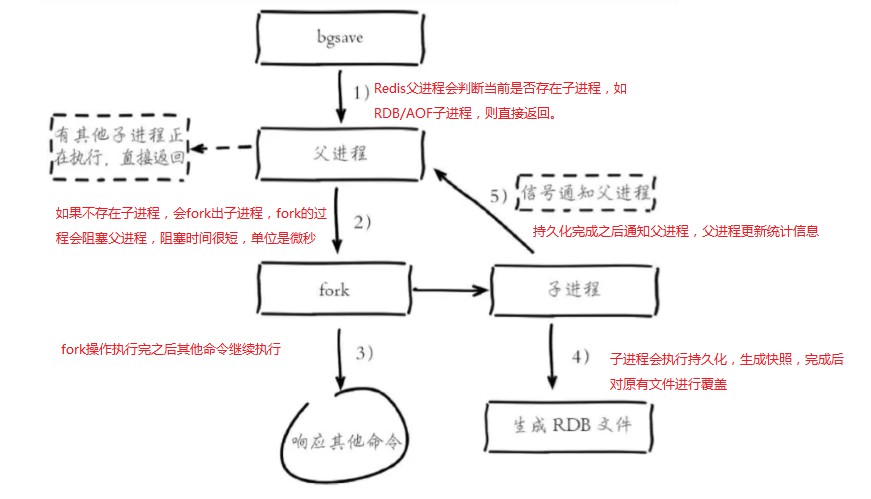 bgsave
1)
Redis父进程会判断当前是否存在子进程，如
RDB/AOF子进程，则直接返回。
有其他子进程正
在执行，直接返回
父进程
5)
信号通知父进程
如果不存在子进程，会fork出子进程，fork的过
程会阻塞父进程，阻塞时间很短，单位是微秒
2)
持久化完成之后通知父进程，父进程更新统计信息
fork
子进程
fork操作执行完之后其他命令继续执行
3)
4)
子进程会执行持久化，生成快照，完成后
对原有文件进行覆盖
响应其他命令
生成 RDB 文件